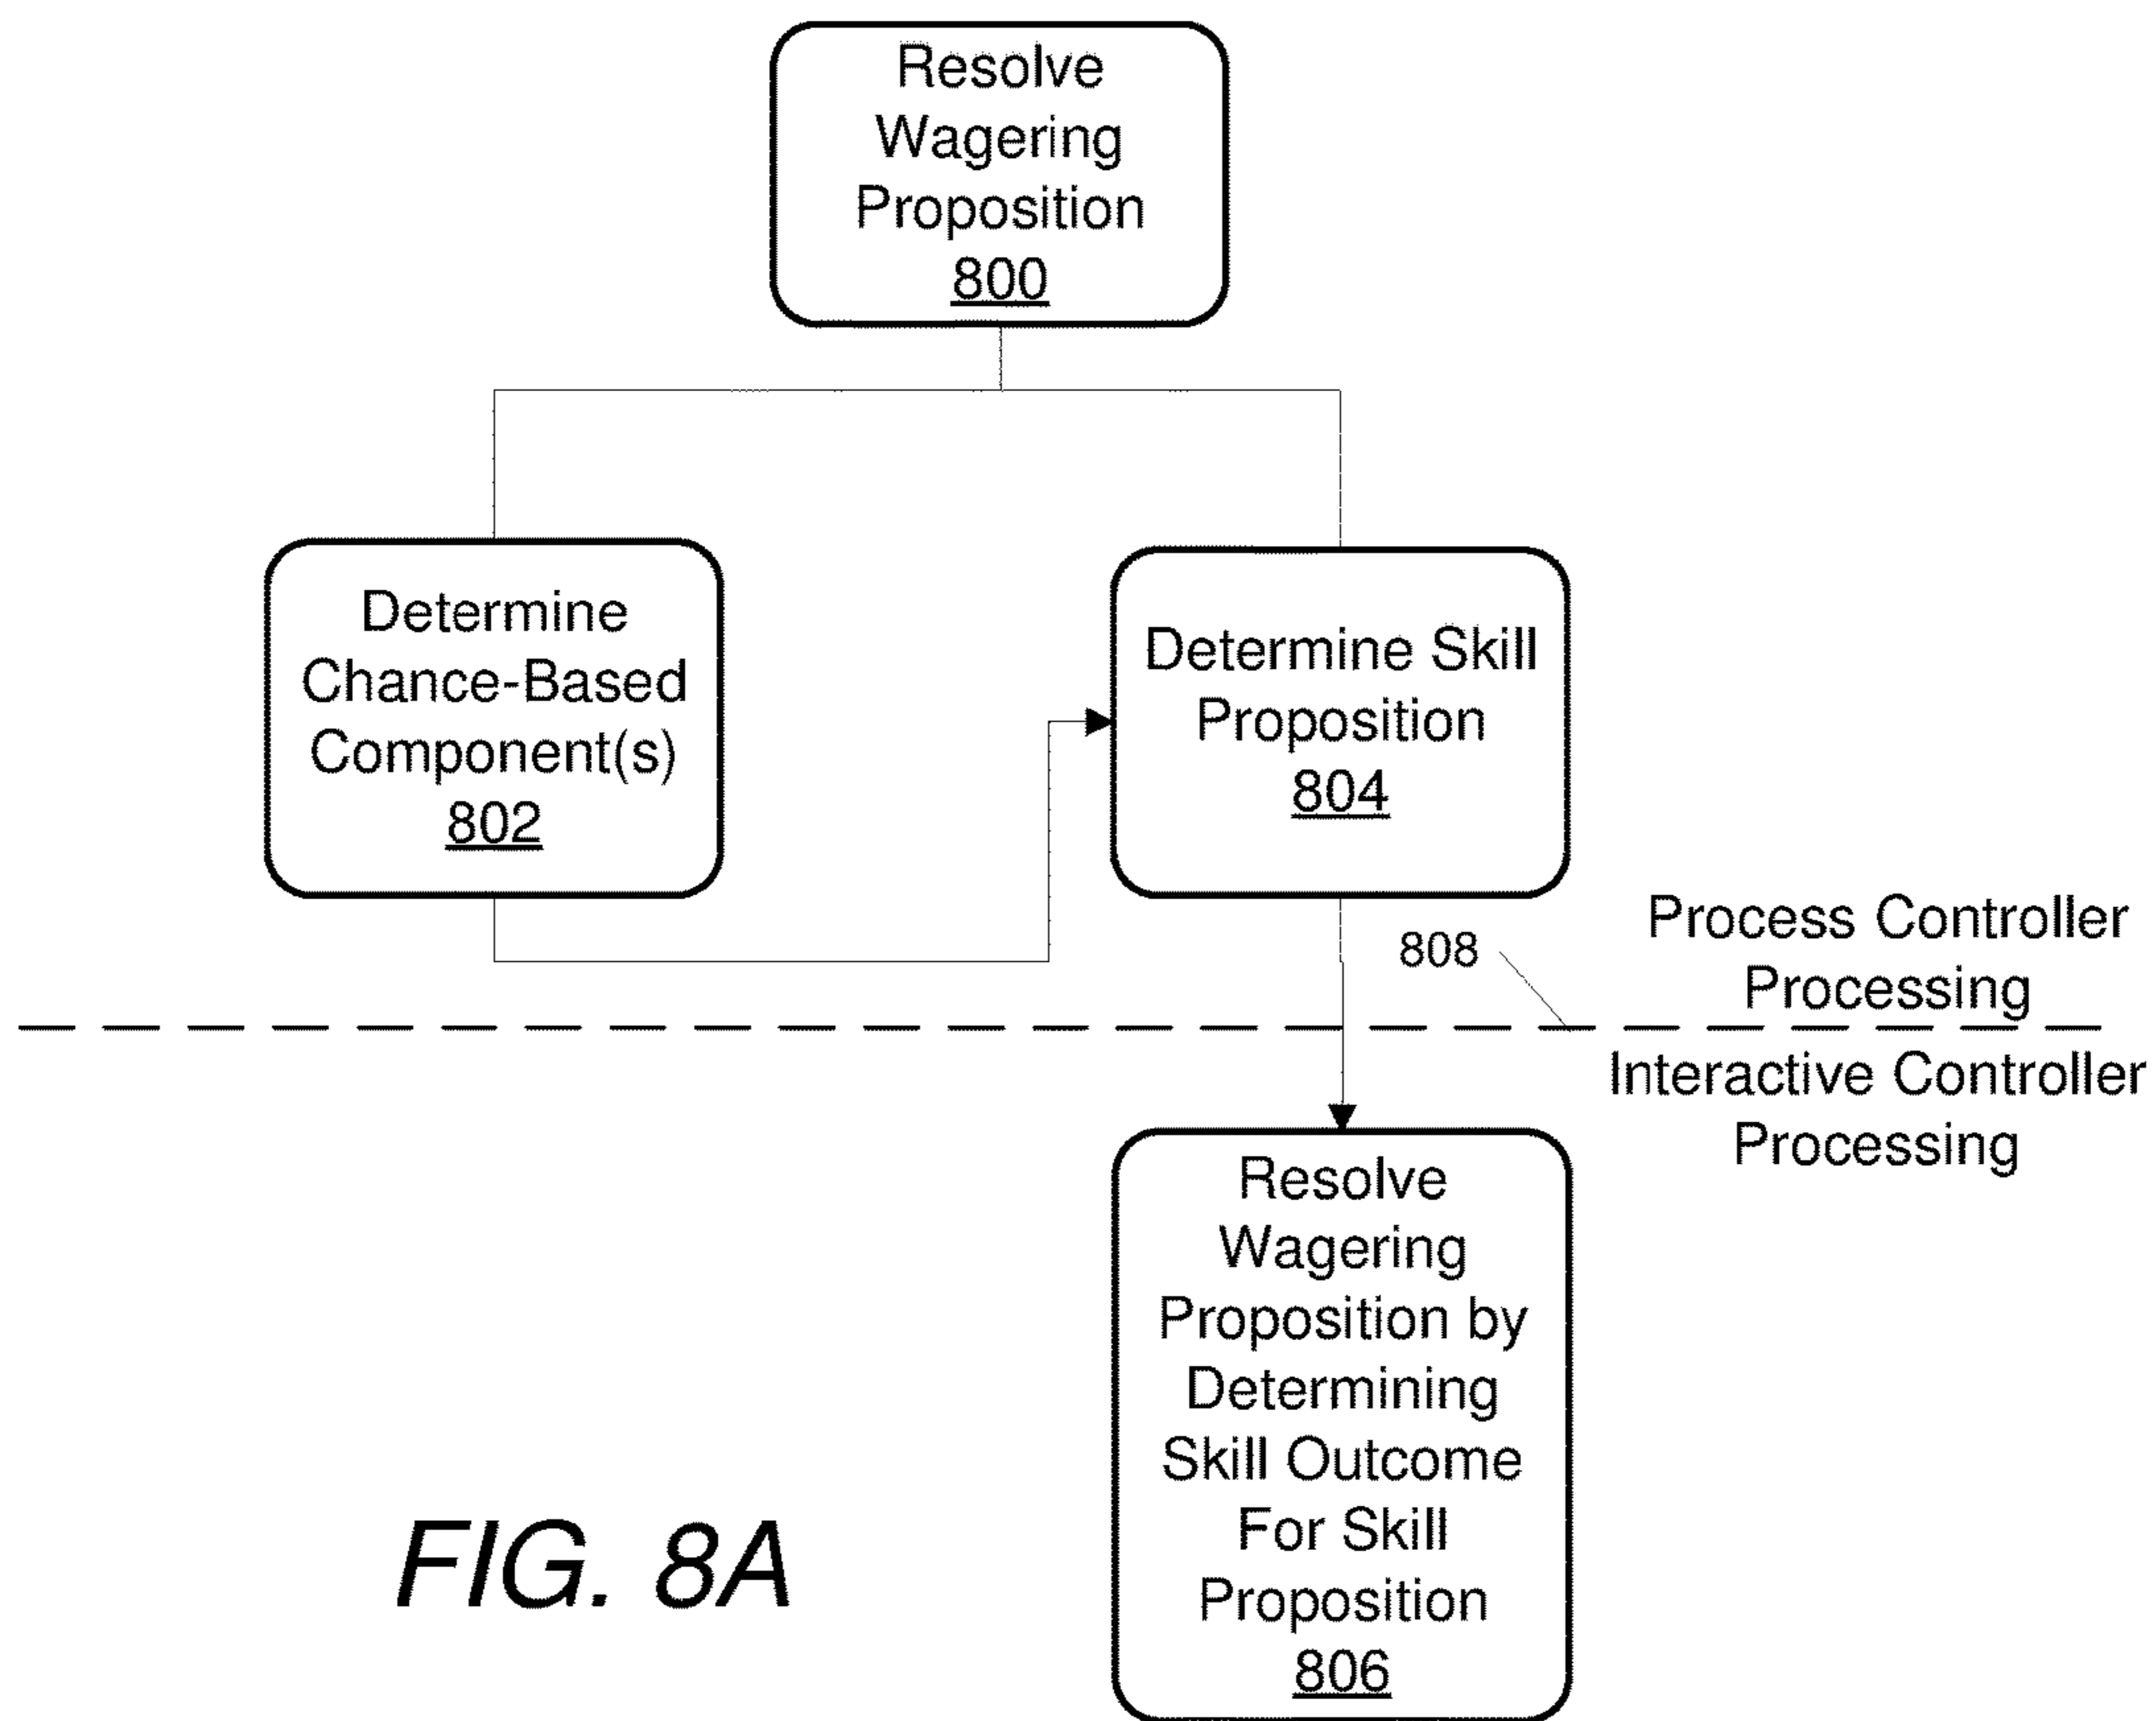 Resolve
Wagering
Proposition
800
Determine
Chance-Based
Component(s)
802
Determine Skill
Proposition
804
808
Process Controller
Processing
Interactive Controller
Processing
Resolve
Wagering
Proposition by
Determining
Skill Outcome
For Skill
Proposition
806
FIG. 8A